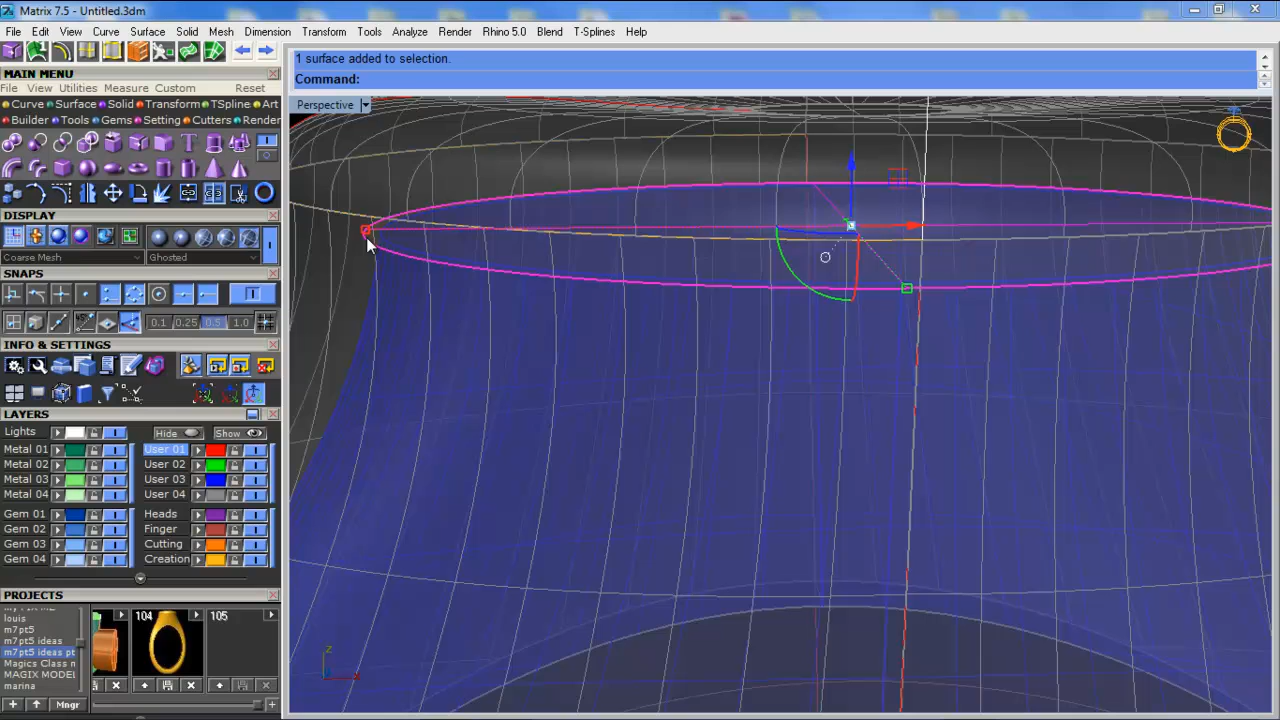 Matrix 7.5 - Untitled.3dm
File Edit View Curve Surface Solid Mesh Dimension Transform Tools Analyze Render Rhino 5.0 Blend T-Splines Help
1 surface added to selection.
Command:
MAIN MENU
File View Utilities Measure Custom Reset
Curve Surface Solid Transform TSpline Art
Builder Tools Gems Setting Cutters Render
Perspective
DISPLAY
Coarse Mesh Ghosted
SNAPS
0.1 0.25 0.5 1.0
INFO & SETTINGS
LAYERS
Lights Hide Show
Metal 01 User 01
Metal 02 User 02
Metal 03 User 03
Metal 04 User 04
Gem 01 Heads
Gem 02 Finger
Gem 03 Cutting
Gem 04 Creation
PROJECTS
louis
m7pt5
m7pt5 ideas
m7pt5 ideas pt
Magics Class
MAGIX MODEL
marina
104 105
Mngr
z
x